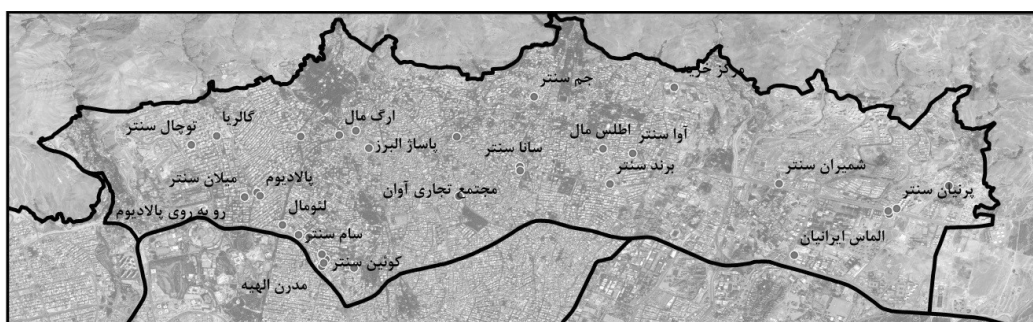 مرکز خرید
جم سنتر
ارگ مال
گالریا
اطلس مال
آوا سنتر
پاساژ البرز
توچال سنتر
سانا سنتر
برند سنتر
شمیران سنتر
پالادیوم
میلان سنتر
مجتمع تجاری آوان
پرنیان سنتر
لئومال
رو به روی پالادیوم
سام سنتر
الماس ایرانیان
کوئین سنتر
مدرن الهیه